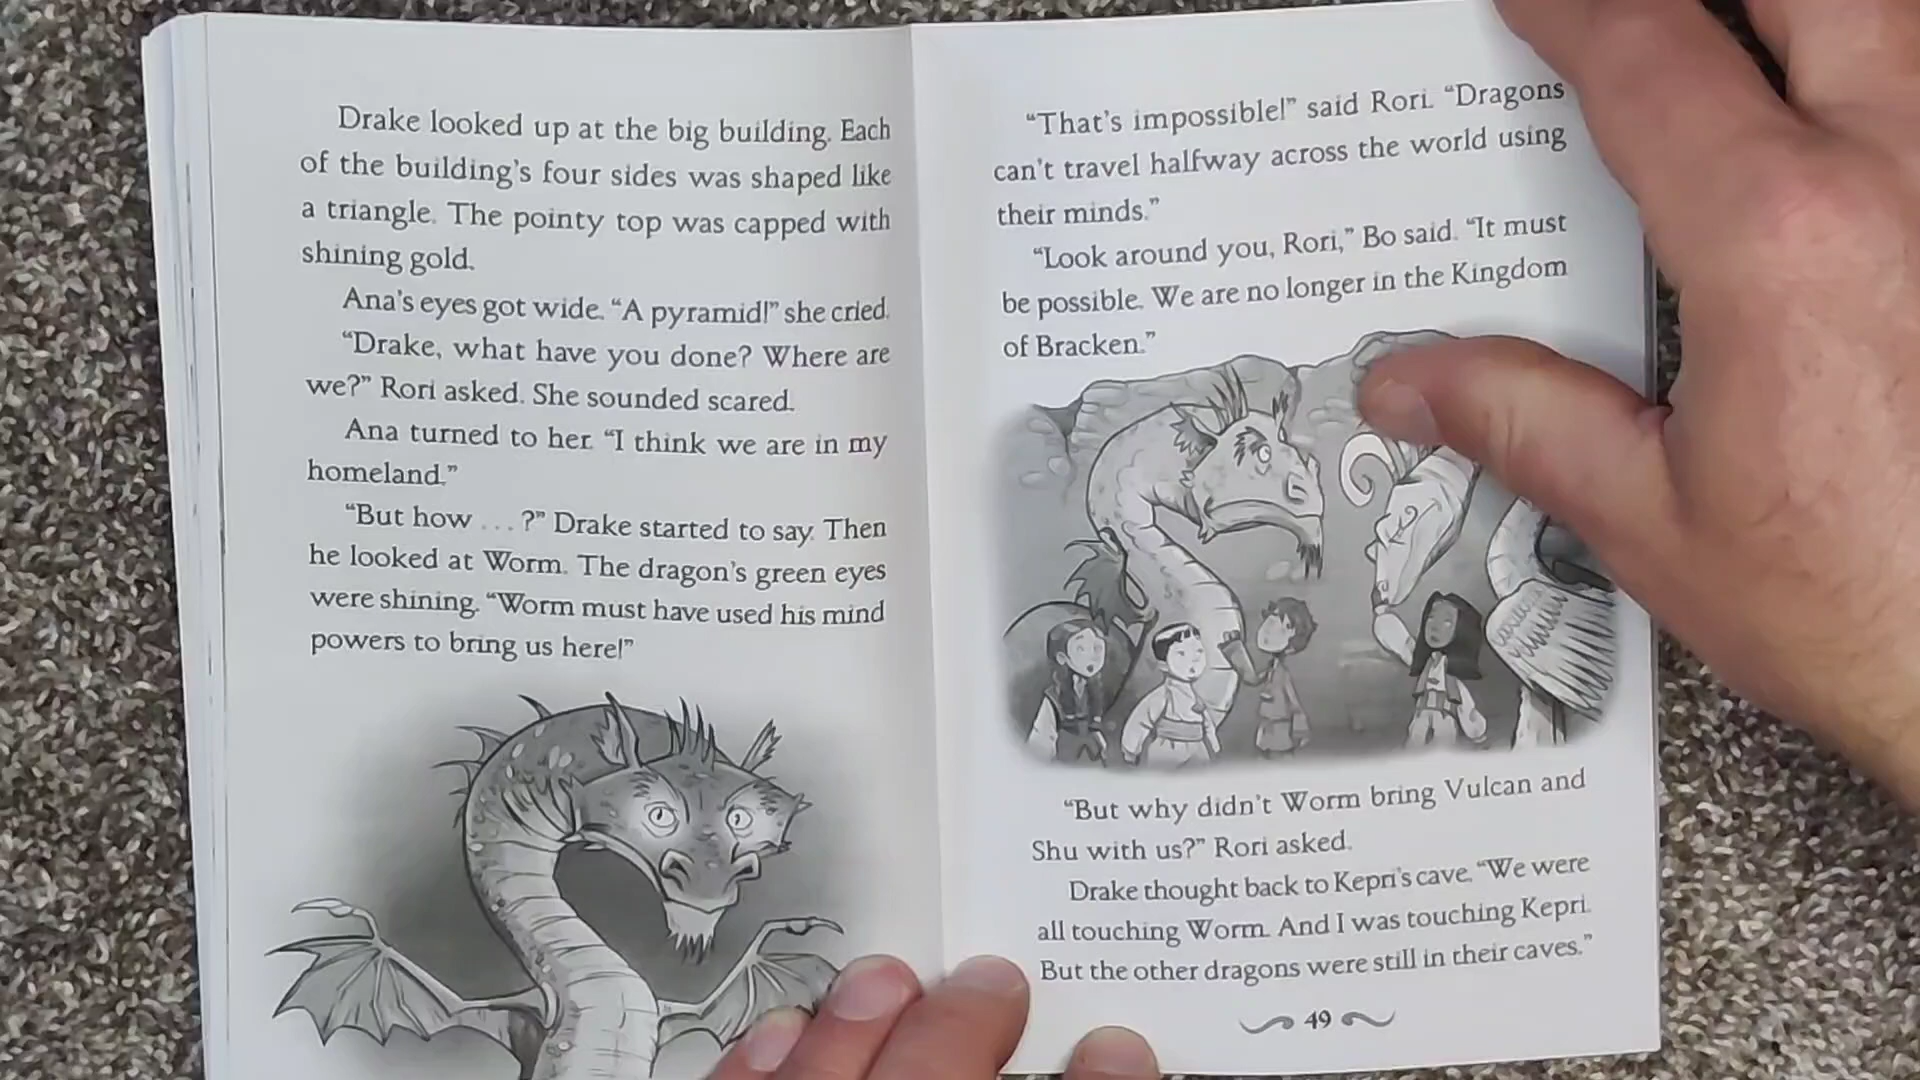 Drake looked up at the big building. Each
of the building's four sides was shaped like
a triangle. The pointy top was capped with
shining gold.
Ana's eyes got wide. “A pyramid!” she cried.
“Drake, what have you done? Where are
we?” Rori asked. She sounded scared.
Ana turned to her. “I think we are in my
homeland.”
“But how . . . ?” Drake started to say. Then
he looked at Worm. The dragon's green eyes
were shining. “Worm must have used his mind
powers to bring us here!”
“That's impossible!” said Rori. “Dragons
can't travel halfway across the world using
their minds.”
“Look around you, Rori,” Bo said. “It must
be possible. We are no longer in the Kingdom
of Bracken.”
“But why didn't Worm bring Vulcan and
Shu with us?” Rori asked.
Drake thought back to Kepri's cave. “We were
all touching Worm. And I was touching Kepri.
But the other dragons were still in their caves.”
49